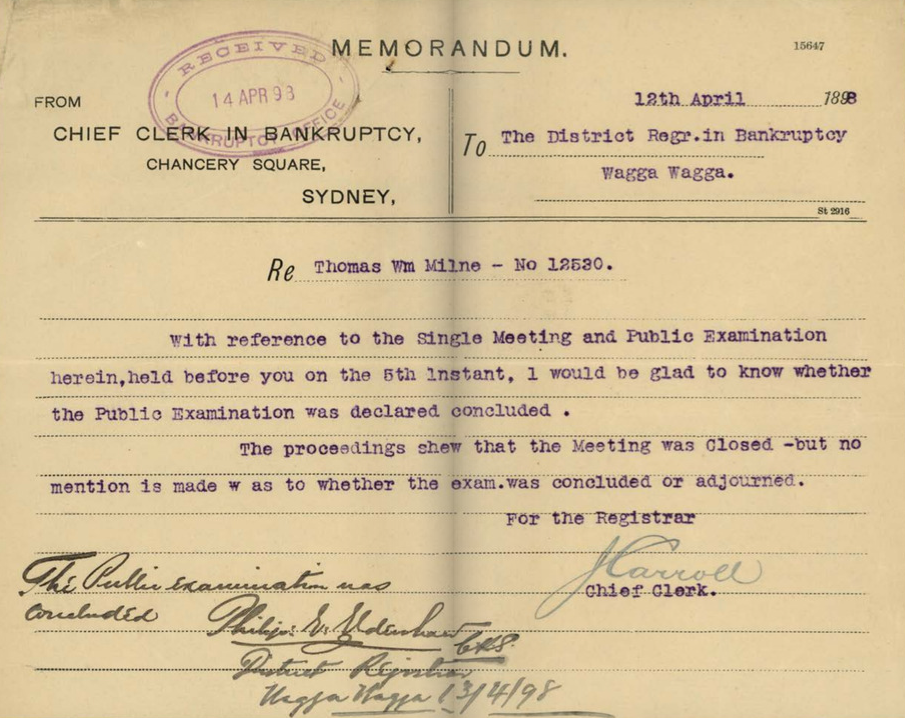 MEMORANDUM.
15647
RECEIVED
14 APR 98
BANKRUPTCY OFFICE
FROM
CHIEF CLERK IN BANKRUPTCY,
CHANCERY SQUARE,
SYDNEY,
12th April 1898
To The District Regr.in Bankruptcy
Wagga Wagga.
St 2916
Re Thomas Wm Milne - No 12530.
With reference to the Single Meeting and Public Examination
herein,held before you on the 5th instant, I would be glad to know whether
the Public Examination was declared concluded .
The proceedings shew that the Meeting was Closed -but no
mention is made w as to whether the exam.was concluded or adjourned.
For the Registrar
J Carroll
Chief Clerk.
The Public examination was
concluded
Philip
District Registrar
Wagga Wagga 13/4/98